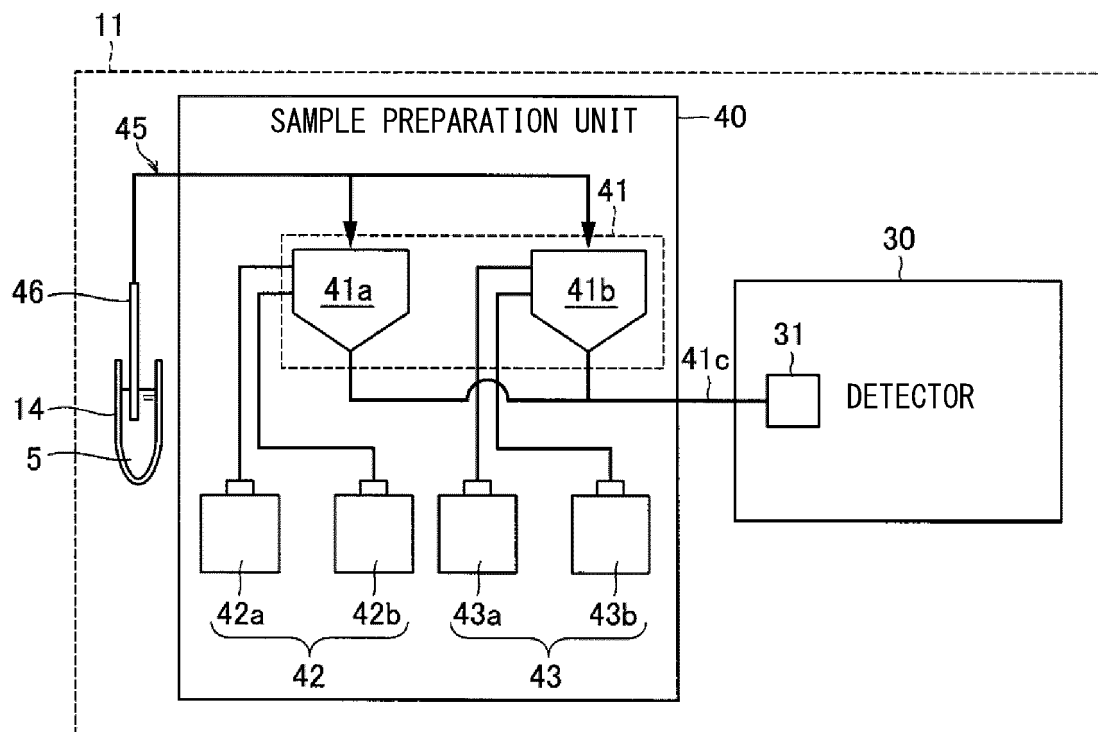 11
SAMPLE PREPARATION UNIT
40
45
41
30
46
41a
41b
31
41c
DETECTOR
14
5
42a
42b
43a
43b
42
43